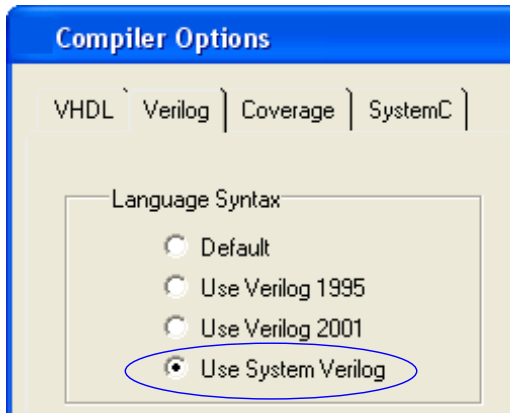 Compiler Options
VHDL Verilog Coverage SystemC
Language Syntax
Default
Use Verilog 1995
Use Verilog 2001
Use System Verilog